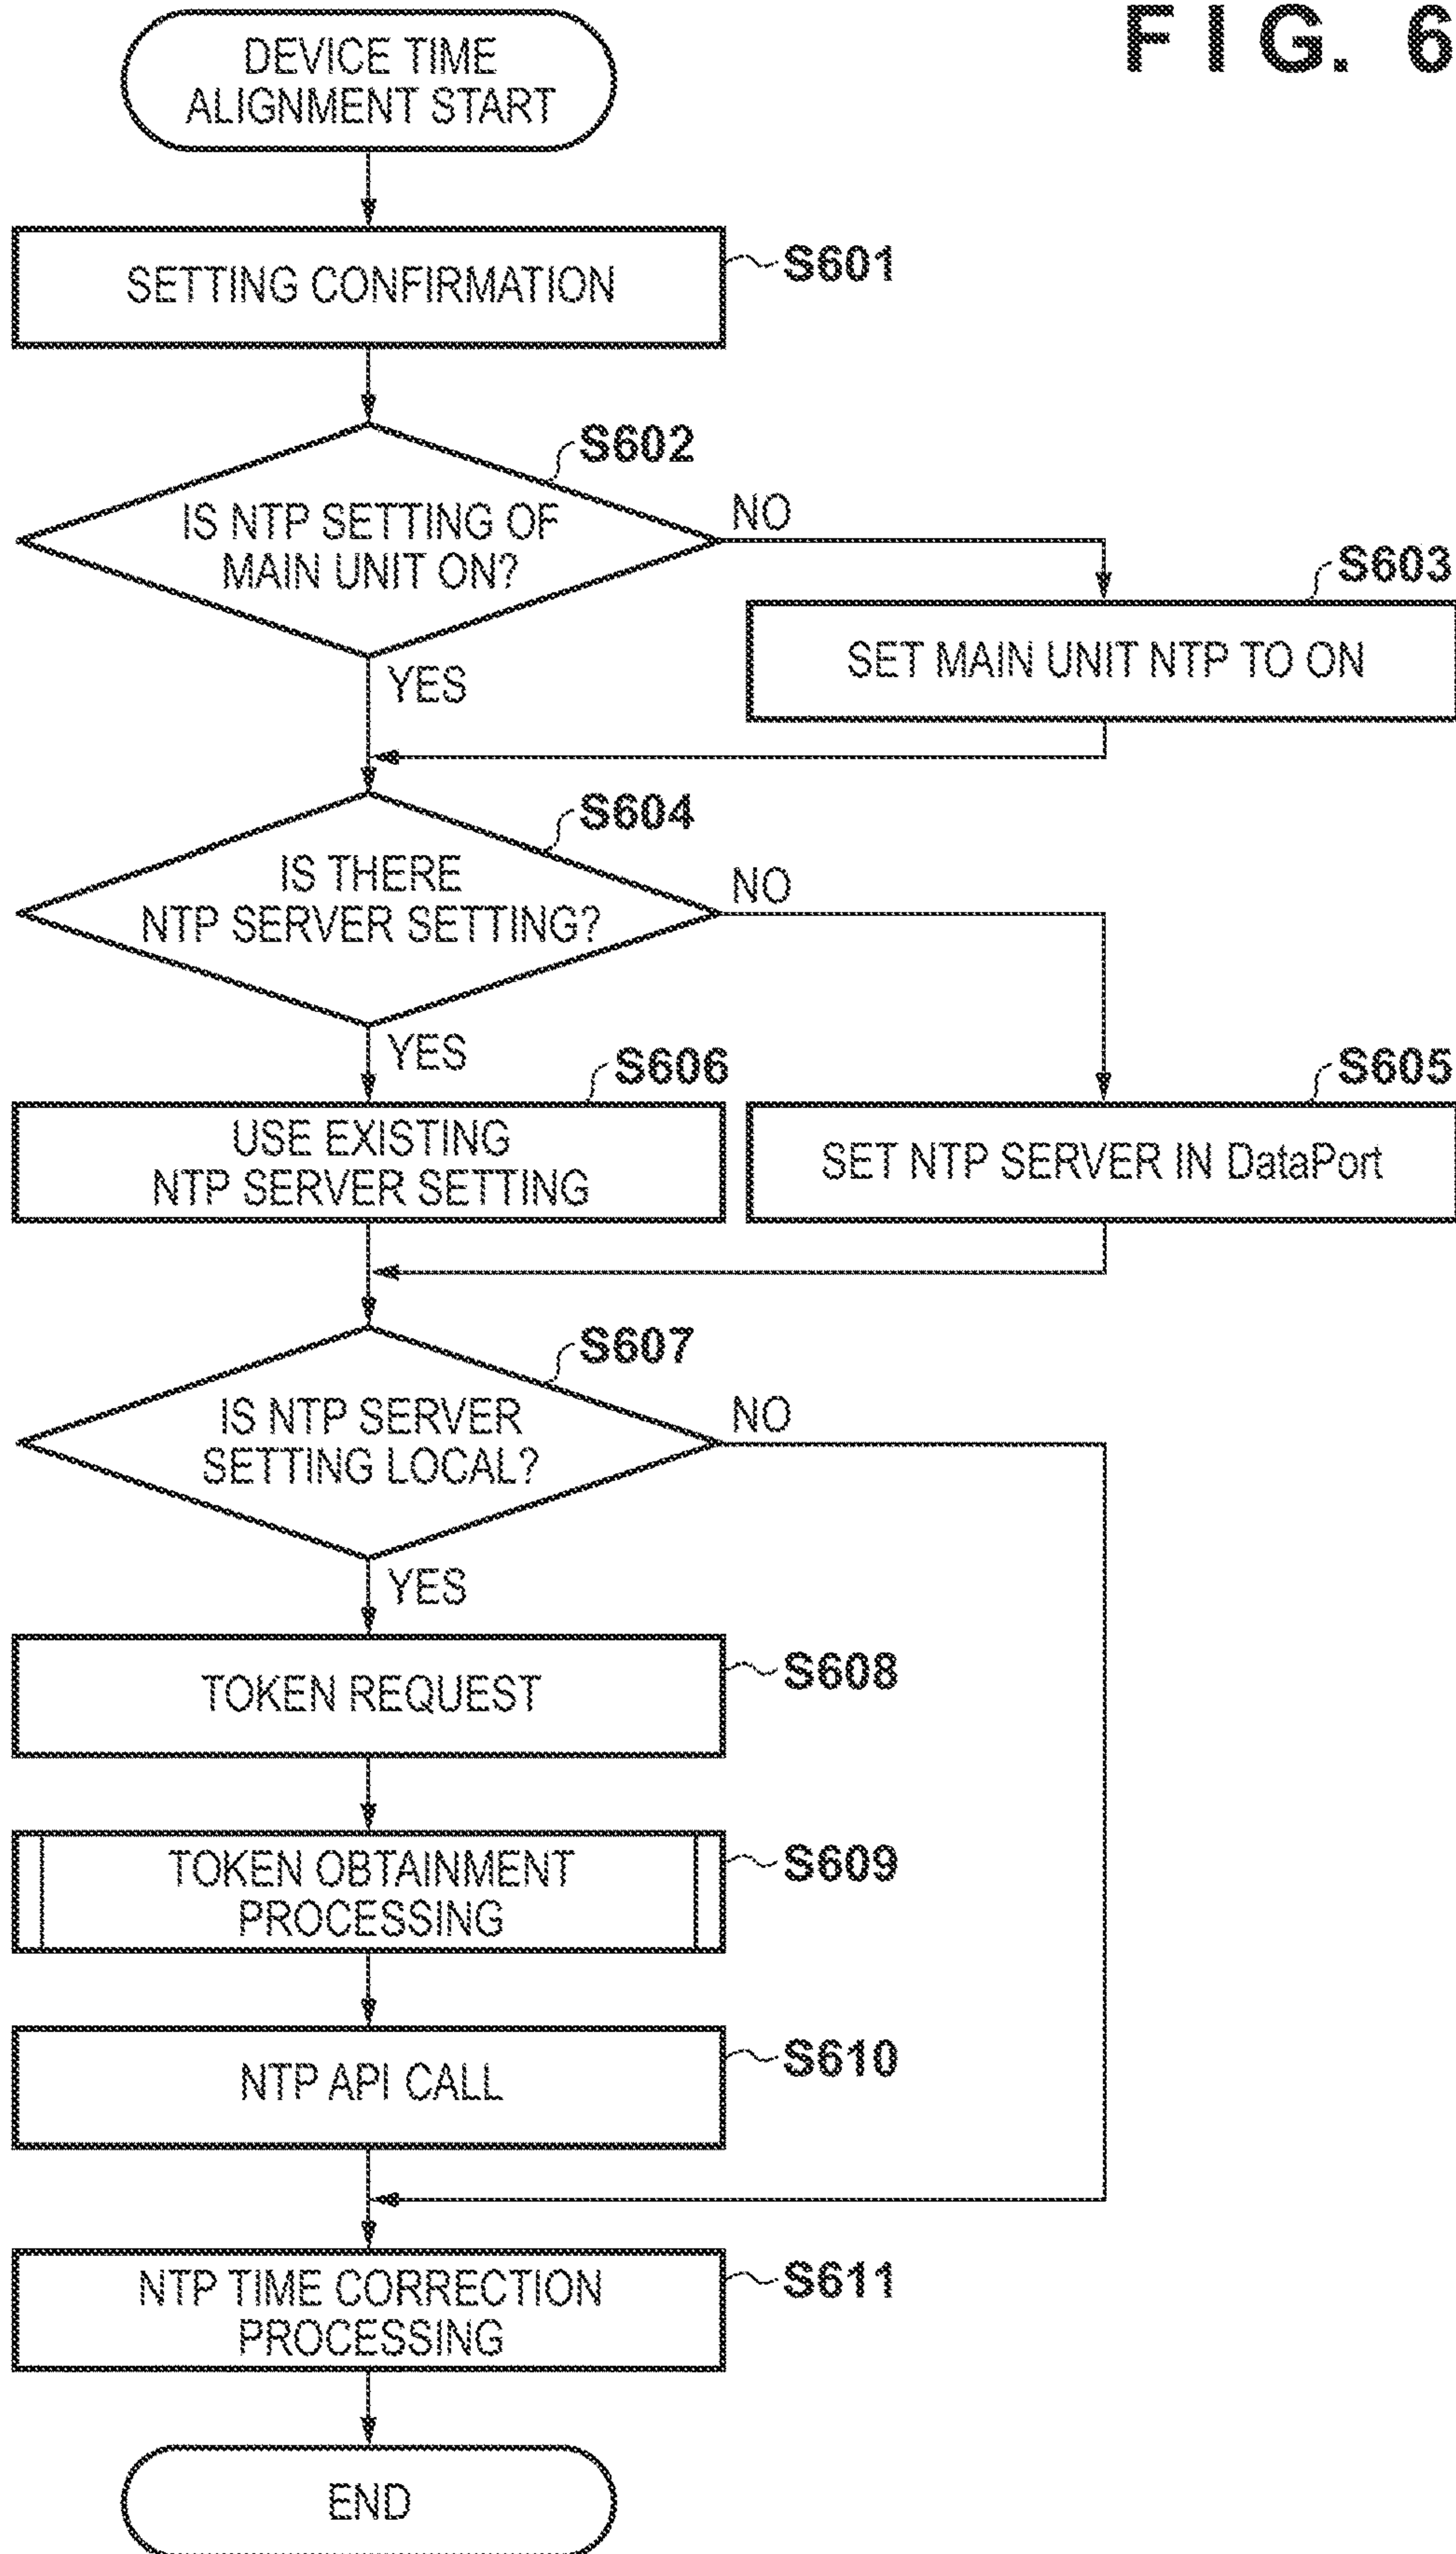 FIG. 6
DEVICE TIME
ALIGNMENT START
SETTING CONFIRMATION
S601
S602
IS NTP SETTING OF
MAIN UNIT ON?
NO
YES
S603
SET MAIN UNIT NTP TO ON
S604
IS THERE
NTP SERVER SETTING?
NO
YES
S606
USE EXISTING
NTP SERVER SETTING
S605
SET NTP SERVER IN DataPort
S607
IS NTP SERVER
SETTING LOCAL?
NO
YES
TOKEN REQUEST
S608
TOKEN OBTAINMENT
PROCESSING
S609
NTP API CALL
S610
NTP TIME CORRECTION
PROCESSING
S611
END